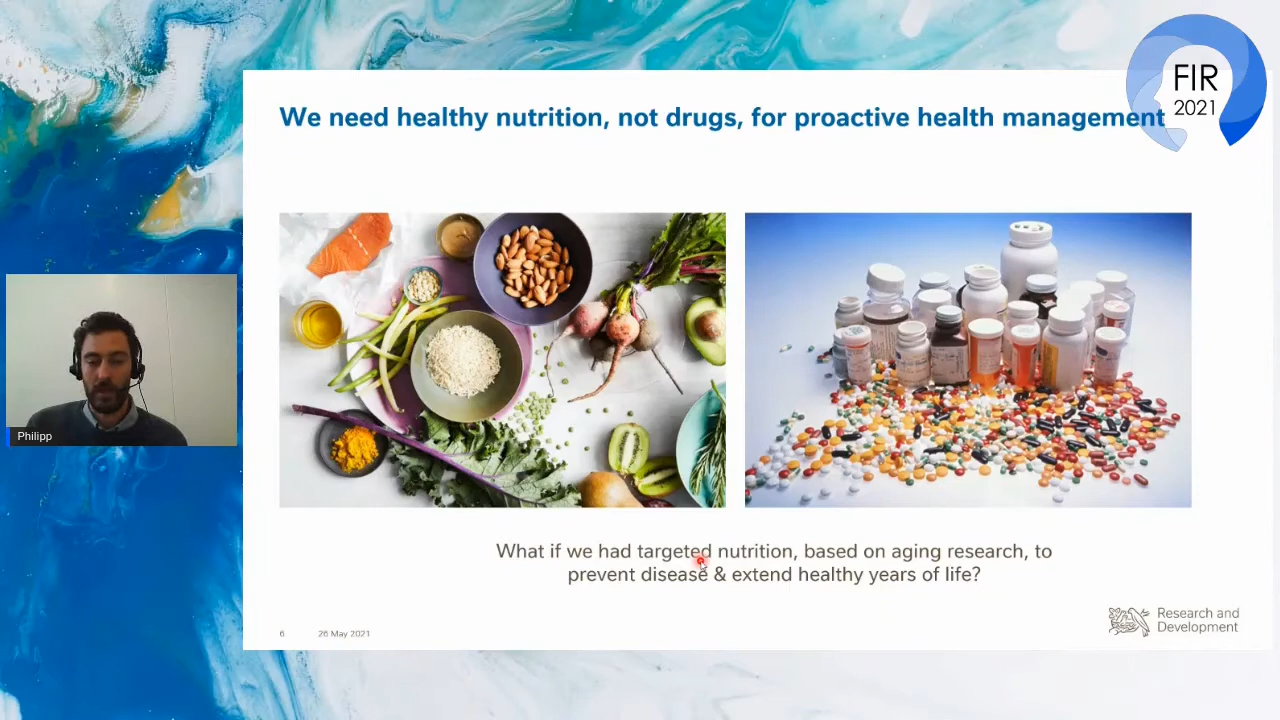 FIR
2021
We need healthy nutrition, not drugs, for proactive health management
Philipp
What if we had targeted nutrition, based on aging research, to
prevent disease & extend healthy years of life?
6 26 May 2021
Research and
Development